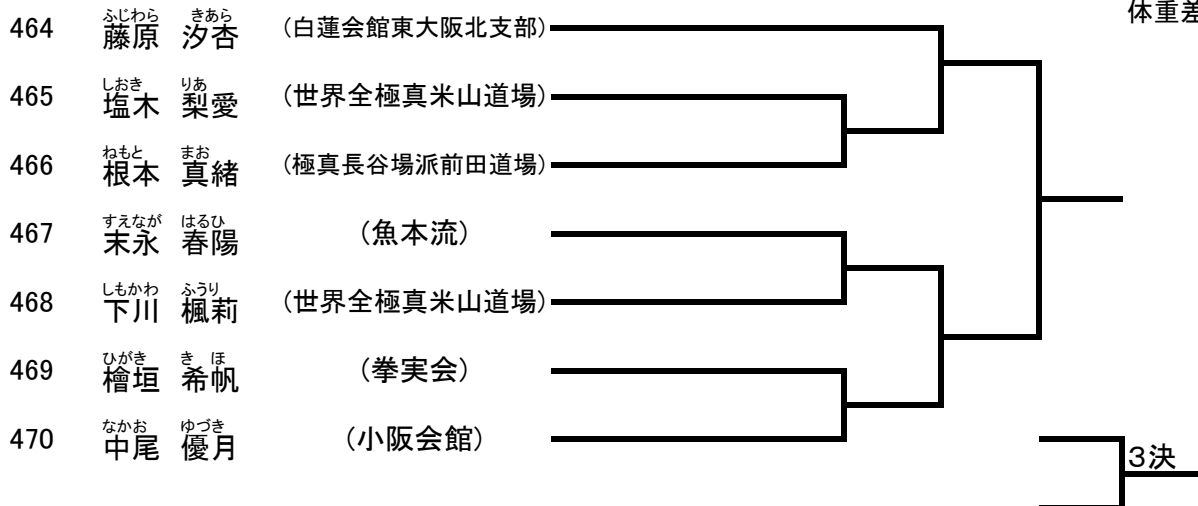 体重差
ふじわら きあら
464 藤原 汐杏 (白蓮会館東大阪北支部)
しおき りあ
465 塩木 梨愛 (世界全極真米山道場)
ねもと まお
466 根本 真緒 (極真長谷場派前田道場)
すえなが はるひ
467 末永 春陽 (魚本流)
しもかわ ふうり
468 下川 楓莉 (世界全極真米山道場)
ひがき き ほ
469 檜垣 希帆 (拳実会)
なかお ゆづき
470 中尾 優月 (小阪会館)
3決